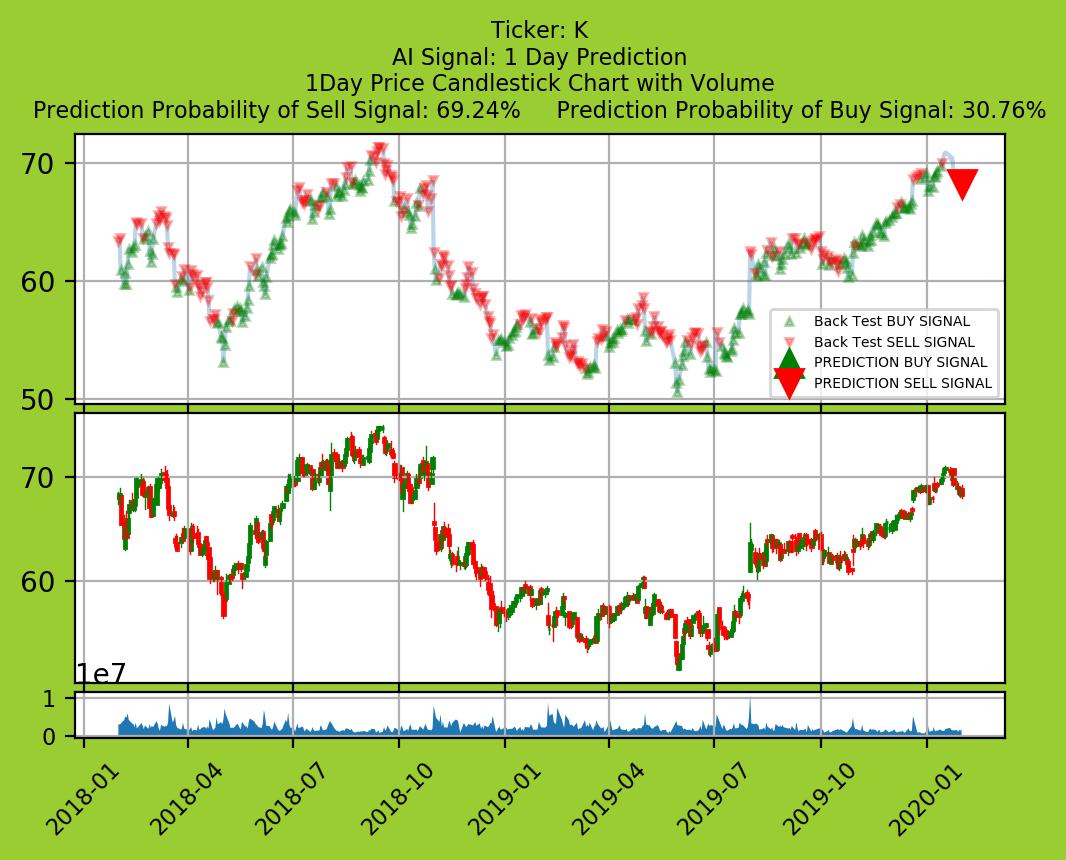 Ticker: K
AI Signal: 1 Day Prediction
1Day Price Candlestick Chart with Volume
Prediction Probability of Sell Signal: 69.24% Prediction Probability of Buy Signal: 30.76%
70
60
50
Back Test BUY SIGNAL
Back Test SELL SIGNAL
PREDICTION BUY SIGNAL
PREDICTION SELL SIGNAL
70
60
1e7
1
0
2018-01
2018-04
2018-07
2018-10
2019-01
2019-04
2019-07
2019-10
2020-01